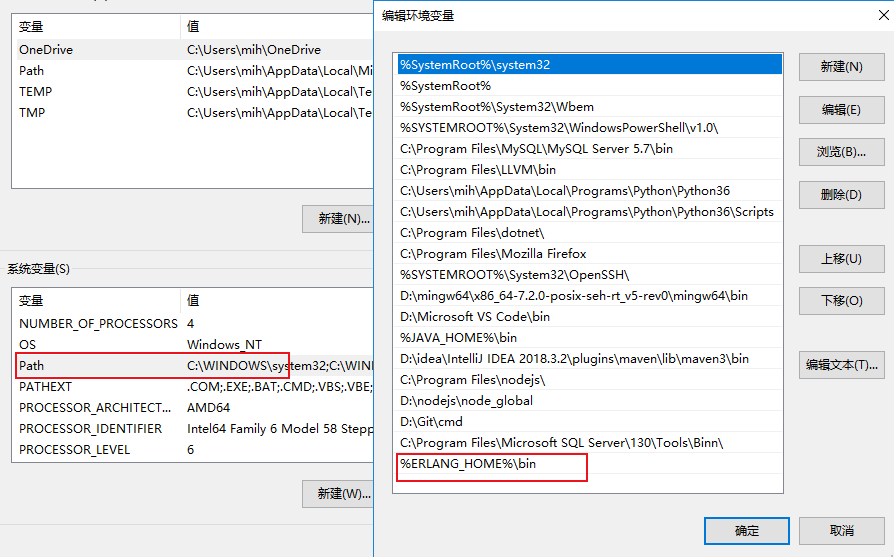 变量 值
OneDrive C:\Users\mih\OneDrive
Path C:\Users\mih\AppData\Local\Mi
TEMP C:\Users\mih\AppData\Local\Te
TMP C:\Users\mih\AppData\Local\Te
新建(N)...
系统变量(S)
变量 值
NUMBER_OF_PROCESSORS 4
OS Windows_NT
Path C:\WINDOWS\system32;C:\WINI
PATHEXT .COM;.EXE;.BAT;.CMD;.VBS;.VBE;
PROCESSOR_ARCHITECT... AMD64
PROCESSOR_IDENTIFIER Intel64 Family 6 Model 58 Stepp
PROCESSOR_LEVEL 6
新建(W)...
编辑环境变量
%SystemRoot%\system32
%SystemRoot%
%SystemRoot%\System32\Wbem
%SYSTEMROOT%\System32\WindowsPowerShell\v1.0\
C:\Program Files\MySQL\MySQL Server 5.7\bin
C:\Program Files\LLVM\bin
C:\Users\mih\AppData\Local\Programs\Python\Python36
C:\Users\mih\AppData\Local\Programs\Python\Python36\Scripts
C:\Program Files\dotnet\
C:\Program Files\Mozilla Firefox
%SYSTEMROOT%\System32\OpenSSH\
D:\mingw64\x86_64-7.2.0-posix-seh-rt_v5-rev0\mingw64\bin
D:\Microsoft VS Code\bin
%JAVA_HOME%\bin
D:\idea\IntelliJ IDEA 2018.3.2\plugins\maven\lib\maven3\bin
C:\Program Files\nodejs\
D:\nodejs\node_global
D:\Git\cmd
C:\Program Files\Microsoft SQL Server\130\Tools\Binn\
%ERLANG_HOME%\bin
新建(N)
编辑(E)
浏览(B)...
删除(D)
上移(U)
下移(O)
编辑文本(T)...
确定
取消